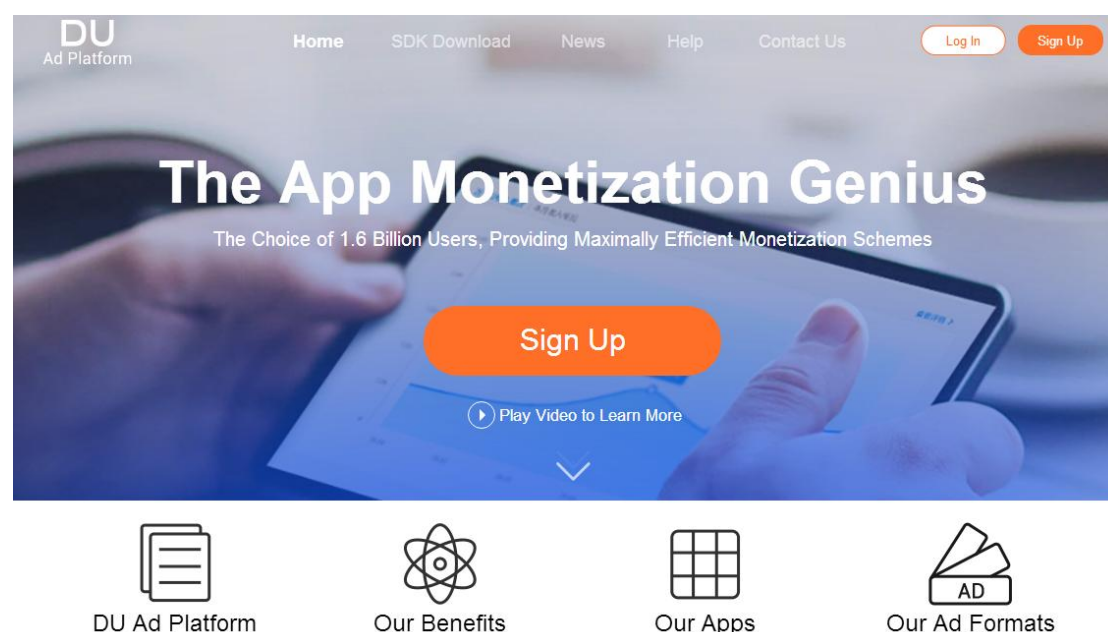 DU
Ad Platform
Home SDK Download News Help Contact Us Log In Sign Up
The App Monetization Genius
The Choice of 1.6 Billion Users, Providing Maximally Efficient Monetization Schemes
Sign Up
Play Video to Learn More
AD
DU Ad Platform Our Benefits Our Apps Our Ad Formats